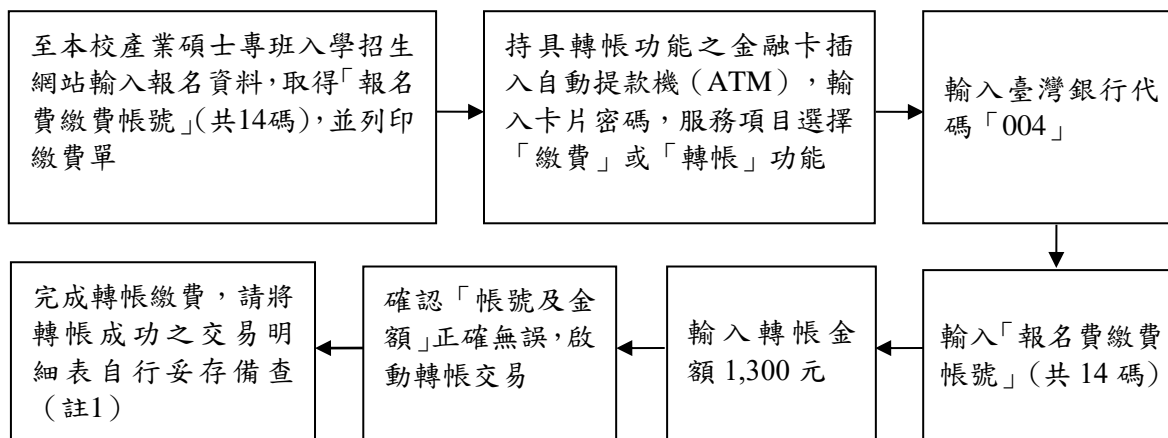 至本校產業碩士專班入學招生
網站輸入報名資料,取得「報名
費繳費帳號」(共14碼),並列印
繳費單
持具轉帳功能之金融卡插
入自動提款機(ATM),輸
入卡片密碼,服務項目選擇
「繳費」或「轉帳」功能
輸入臺灣銀行代
碼「004」
輸入「報名費繳費
帳號」(共 14 碼)
輸入轉帳金
額 1,300 元
確認「帳號及金
額」正確無誤,啟
動轉帳交易
完成轉帳繳費,請將
轉帳成功之交易明
細表自行妥存備查
(註1)